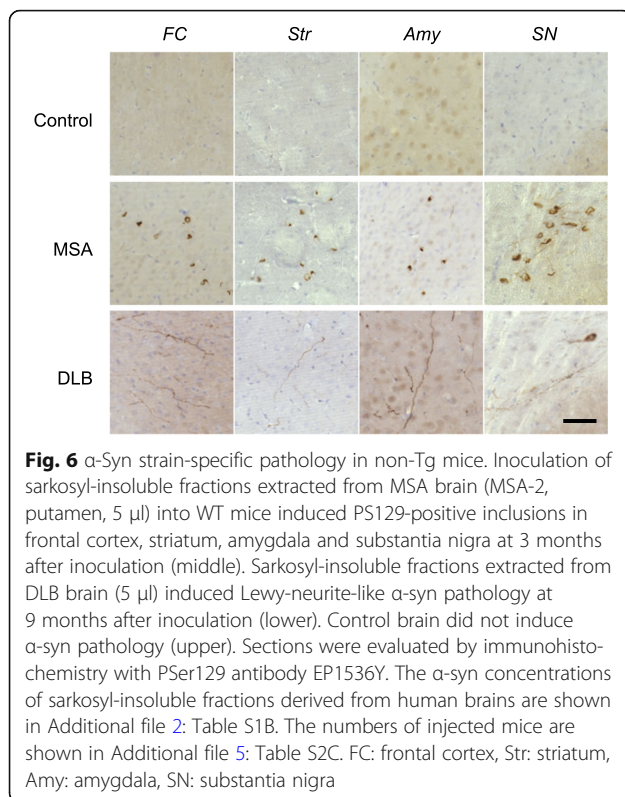 FC Str Amy SN
Control
MSA
DLB
Fig. 6 α-Syn strain-specific pathology in non-Tg mice. Inoculation of
sarkosyl-insoluble fractions extracted from MSA brain (MSA-2,
putamen, 5 μl) into WT mice induced PS129-positive inclusions in
frontal cortex, striatum, amygdala and substantia nigra at 3 months
after inoculation (middle). Sarkosyl-insoluble fractions extracted from
DLB brain (5 μl) induced Lewy-neurite-like α-syn pathology at
9 months after inoculation (lower). Control brain did not induce
α-syn pathology (upper). Sections were evaluated by immunohisto-
chemistry with PSer129 antibody EP1536Y. The α-syn concentrations
of sarkosyl-insoluble fractions derived from human brains are shown
in Additional file 2: Table S1B. The numbers of injected mice are
shown in Additional file 5: Table S2C. FC: frontal cortex, Str: striatum,
Amy: amygdala, SN: substantia nigra